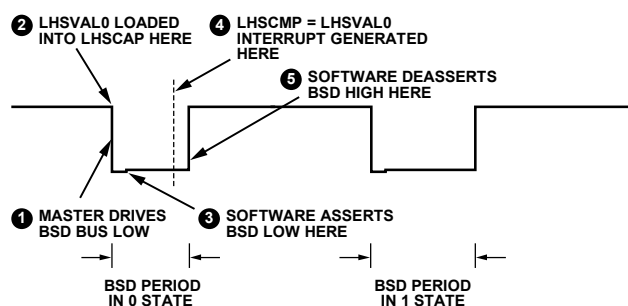 2 LHSVAL0 LOADED
INTO LHSCAP HERE
4 LHSCMP = LHSVAL0
INTERRUPT GENERATED
HERE
5 SOFTWARE DEASSERTS
BSD HIGH HERE
1 MASTER DRIVES
BSD BUS LOW
3 SOFTWARE ASSERTS
BSD LOW HERE
BSD PERIOD
IN 0 STATE
BSD PERIOD
IN 1 STATE